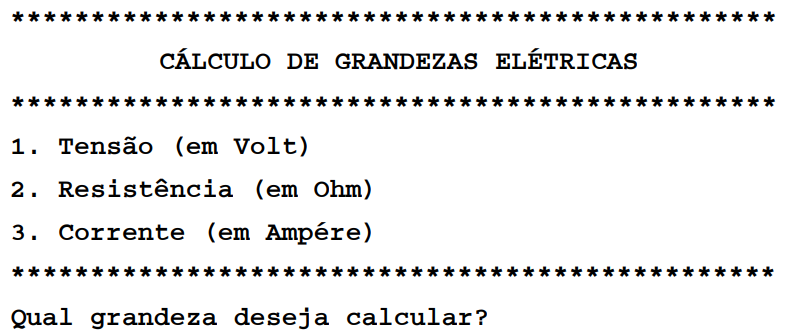 ************************************************
CÁLCULO DE GRANDEZAS ELÉTRICAS
************************************************
1. Tensão (em Volt)
2. Resistência (em Ohm)
3. Corrente (em Ampére)
************************************************
Qual grandeza deseja calcular?